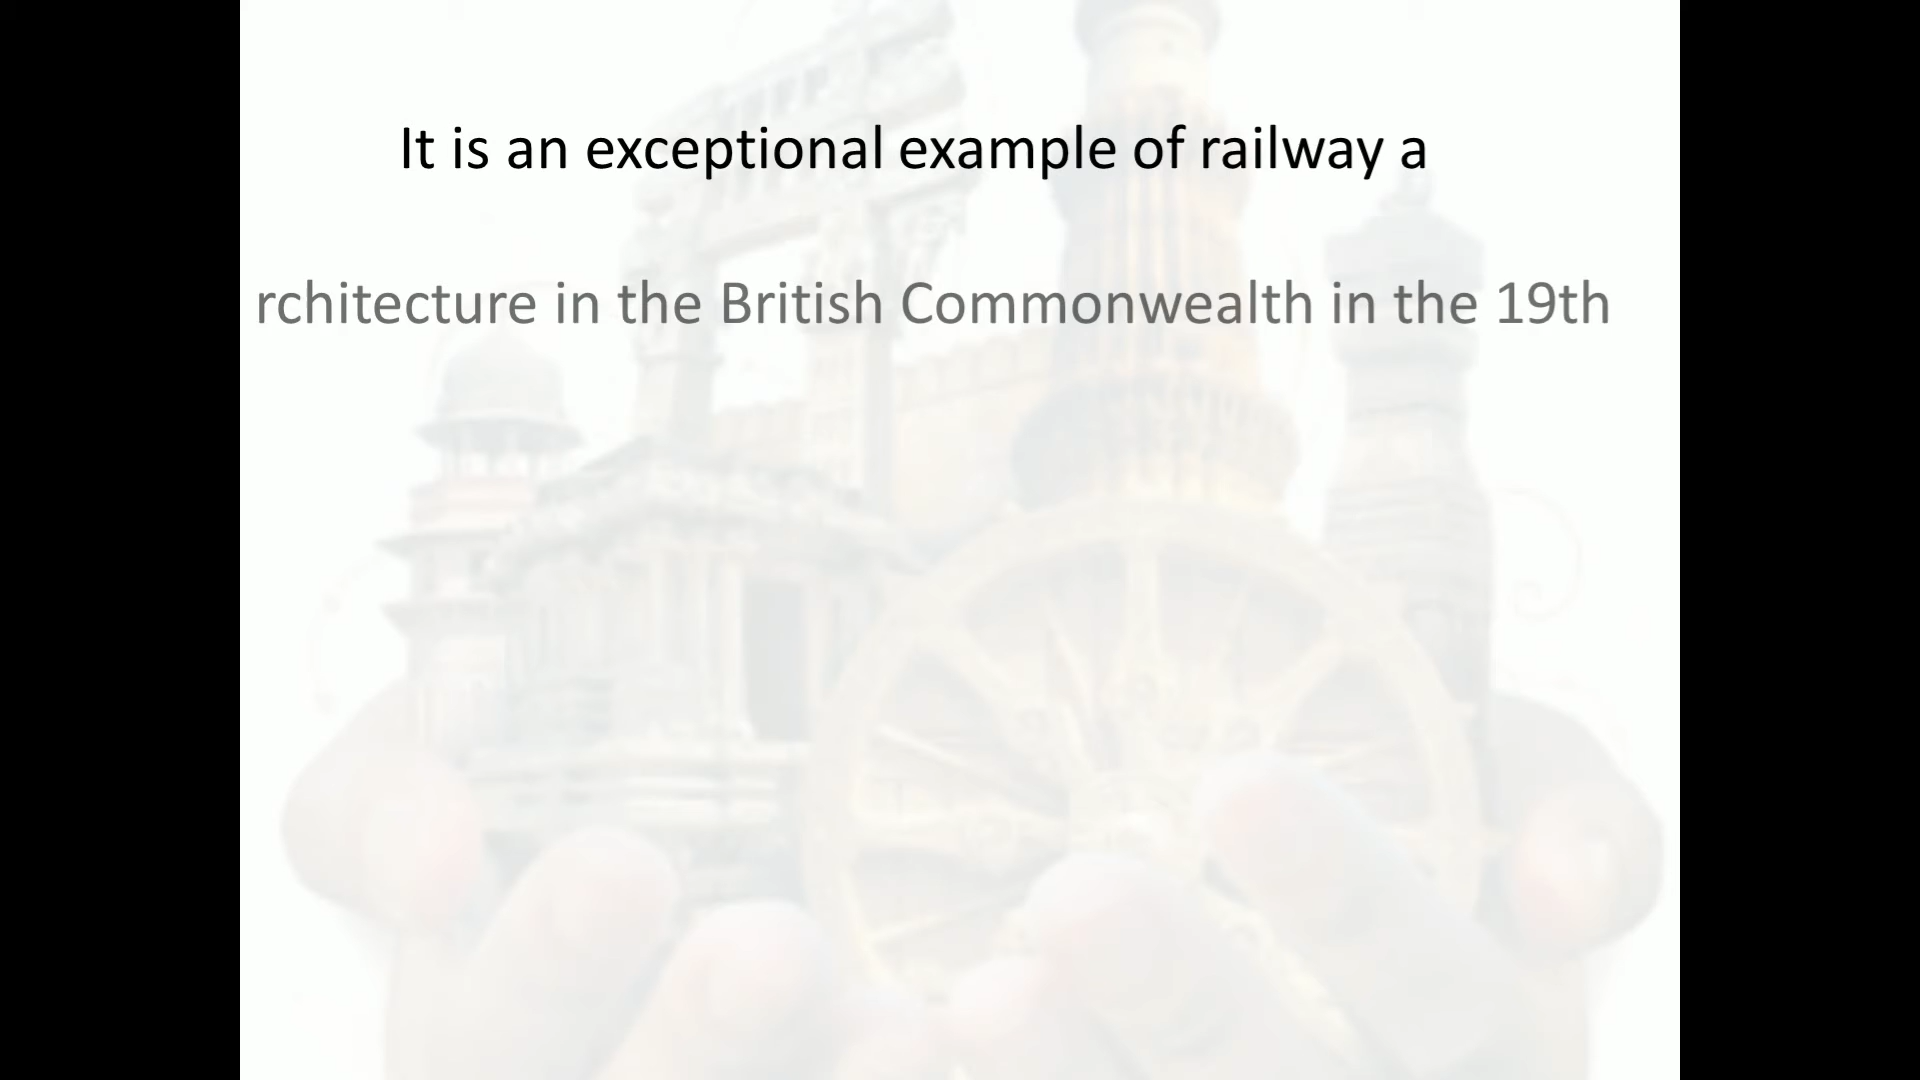 It is an exceptional example of railway a
rchitecture in the British Commonwealth in the 19th